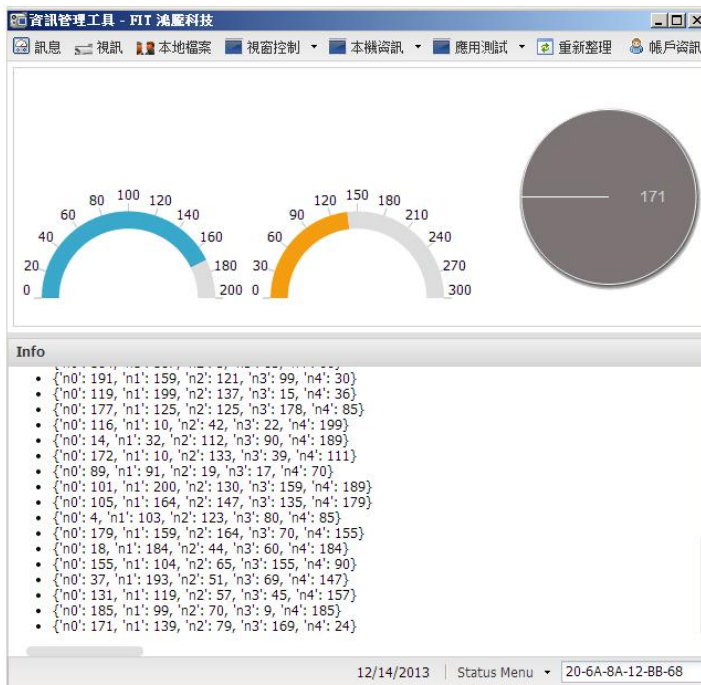 資訊管理工具 - FIT 鴻騰科技
訊息 視訊 本地檔案 視窗控制 本機資訊 應用測試 重新整理 帳戶資訊
0 20 40 60 80 100 120 140 160 180 200
0 30 60 90 120 150 180 210 240 270 300
171
Info
{'n0': 191, 'n1': 159, 'n2': 121, 'n3': 99, 'n4': 30}
{'n0': 119, 'n1': 199, 'n2': 137, 'n3': 15, 'n4': 36}
{'n0': 177, 'n1': 125, 'n2': 125, 'n3': 178, 'n4': 85}
{'n0': 116, 'n1': 10, 'n2': 42, 'n3': 22, 'n4': 199}
{'n0': 14, 'n1': 32, 'n2': 112, 'n3': 90, 'n4': 189}
{'n0': 172, 'n1': 10, 'n2': 133, 'n3': 39, 'n4': 111}
{'n0': 89, 'n1': 91, 'n2': 19, 'n3': 17, 'n4': 70}
{'n0': 101, 'n1': 200, 'n2': 130, 'n3': 159, 'n4': 189}
{'n0': 105, 'n1': 164, 'n2': 147, 'n3': 135, 'n4': 179}
{'n0': 4, 'n1': 103, 'n2': 123, 'n3': 80, 'n4': 85}
{'n0': 179, 'n1': 159, 'n2': 164, 'n3': 70, 'n4': 155}
{'n0': 18, 'n1': 184, 'n2': 44, 'n3': 60, 'n4': 184}
{'n0': 155, 'n1': 104, 'n2': 65, 'n3': 155, 'n4': 90}
{'n0': 37, 'n1': 193, 'n2': 51, 'n3': 69, 'n4': 147}
{'n0': 131, 'n1': 119, 'n2': 57, 'n3': 45, 'n4': 157}
{'n0': 185, 'n1': 99, 'n2': 70, 'n3': 9, 'n4': 185}
{'n0': 171, 'n1': 139, 'n2': 79, 'n3': 169, 'n4': 24}
12/14/2013 Status Menu 20-6A-8A-12-BB-68